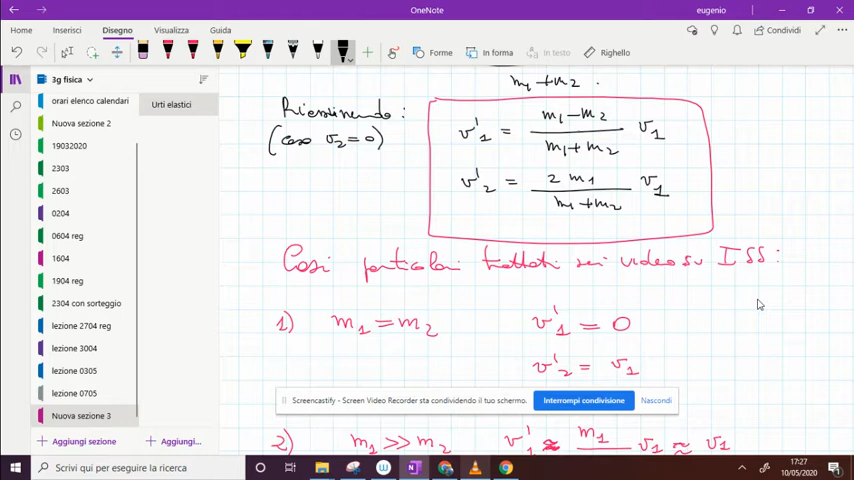 OneNote
eugenio
Home Inserisci Disegno Visualizza Guida
Condividi
Forme In forma In testo Righello
3g fisica
orari elenco calendari
Nuova sezione 2
19032020
2303
2603
0204
0604 reg
1604
1904 reg
2304 con sorteggio
lezione 2704 reg
lezione 3004
lezione 0305
lezione 0705
Nuova sezione 3
Aggiungi sezione
Urti elastici
Aggiungi...
m1+m2 .
Riassumendo:
(caso v2=0)
v'1 = (m1-m2)/(m1+m2) v1
v'2 = (2 m1)/(m1+m2) v1
Casi particolari trattati nei video su ISS:
1) m1=m2 v'1 = 0
v'2 = v1
Screencastify - Screen Video Recorder sta condividendo il tuo schermo. Interrompi condivisione Nascondi
2) m1>>m2 v'1 ≈ m1 v1 ≈ v1
Scrivi qui per eseguire la ricerca
17:27
10/05/2020